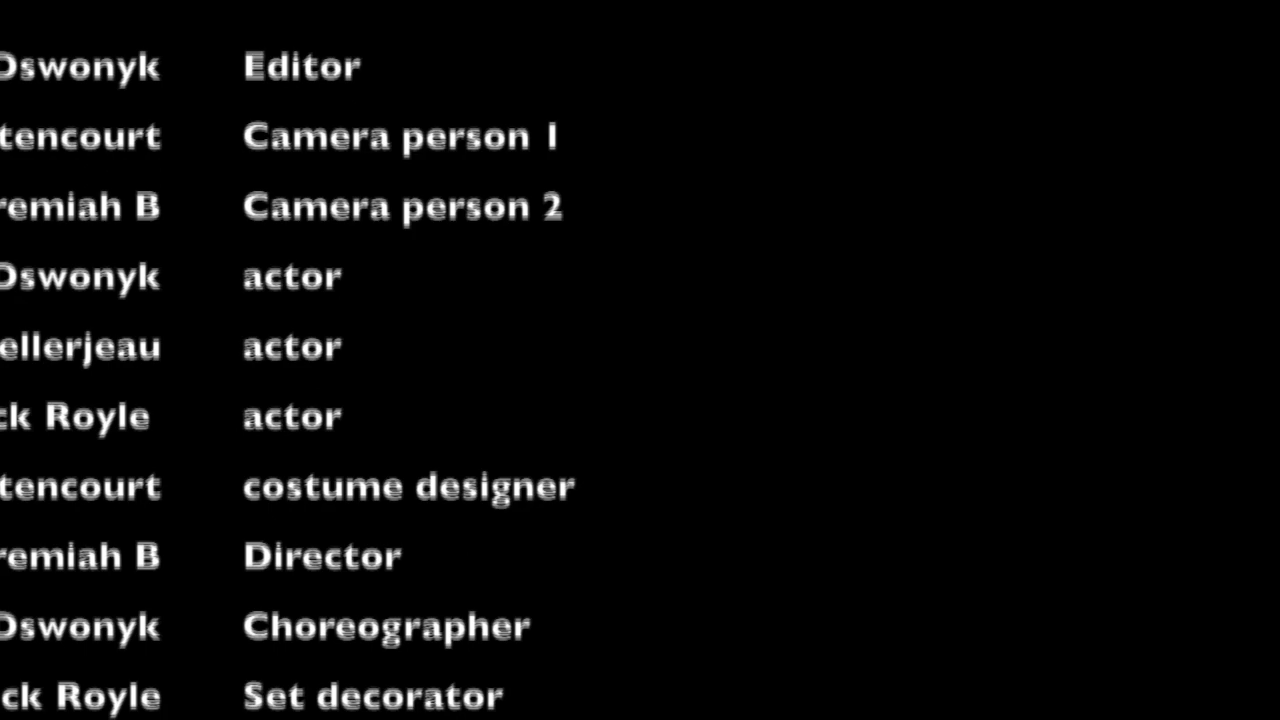 Oswonyk Editor
tencourt Camera person 1
remiah B Camera person 2
Oswonyk actor
ellerjeau actor
ck Royle actor
tencourt costume designer
remiah B Director
Oswonyk Choreographer
ck Royle Set decorator